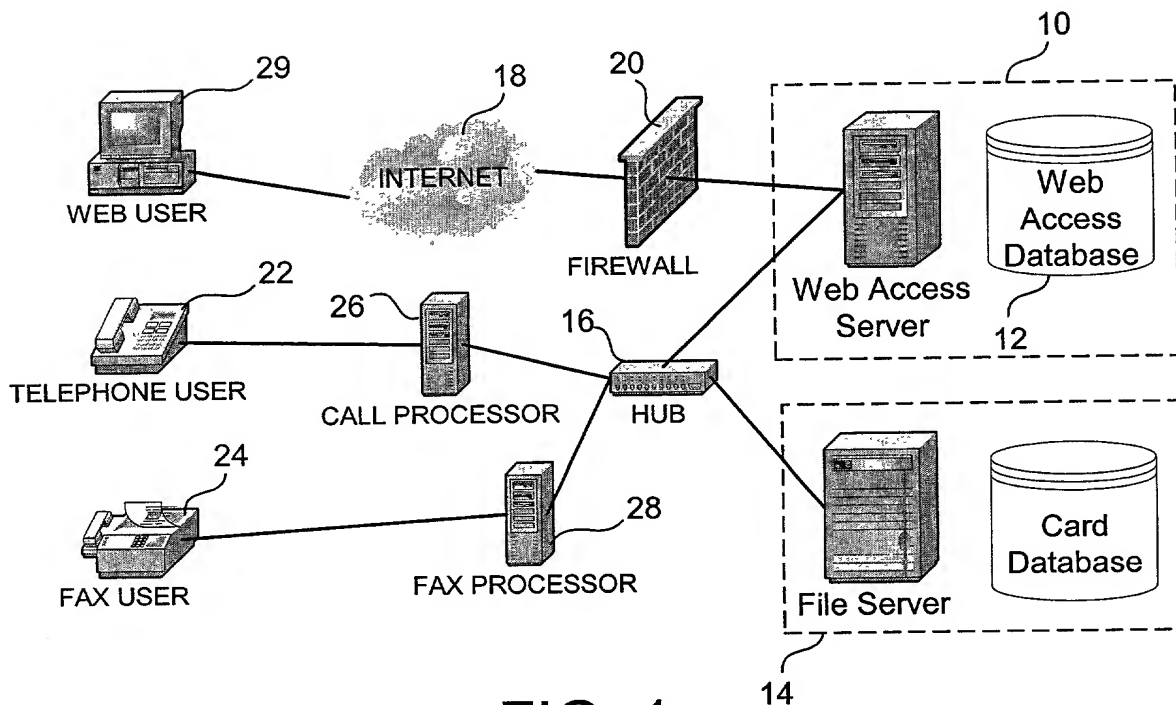 10
29
18
20
INTERNET
Web
Access
Database
WEB USER
FIREWALL
Web Access
Server
12
22
26
16
TELEPHONE USER
CALL PROCESSOR
HUB
24
28
Card
Database
FAX USER
FAX PROCESSOR
File Server
14